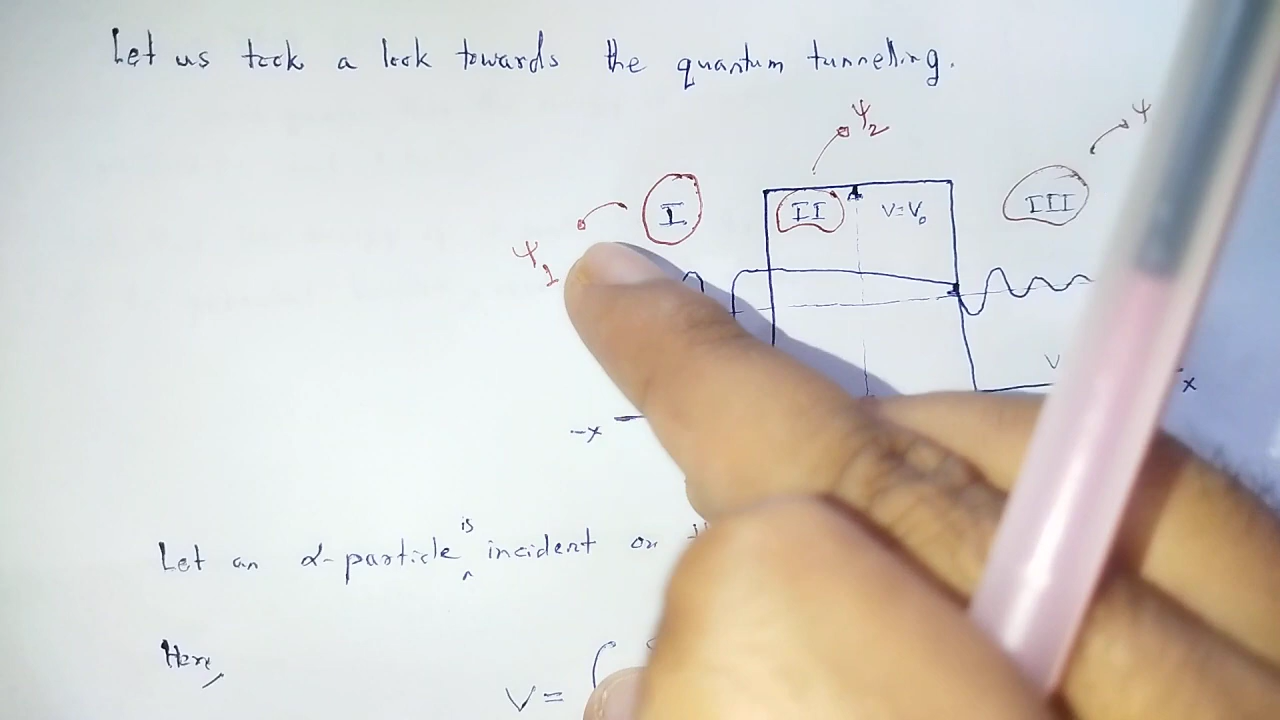 Let us took a look towards the quantum tunnelling.
Ψ₂
Ψ
I
II
V=V₀
III
Ψ₁
V
x
-x
Let an α-particle is incident on
Here,
V =